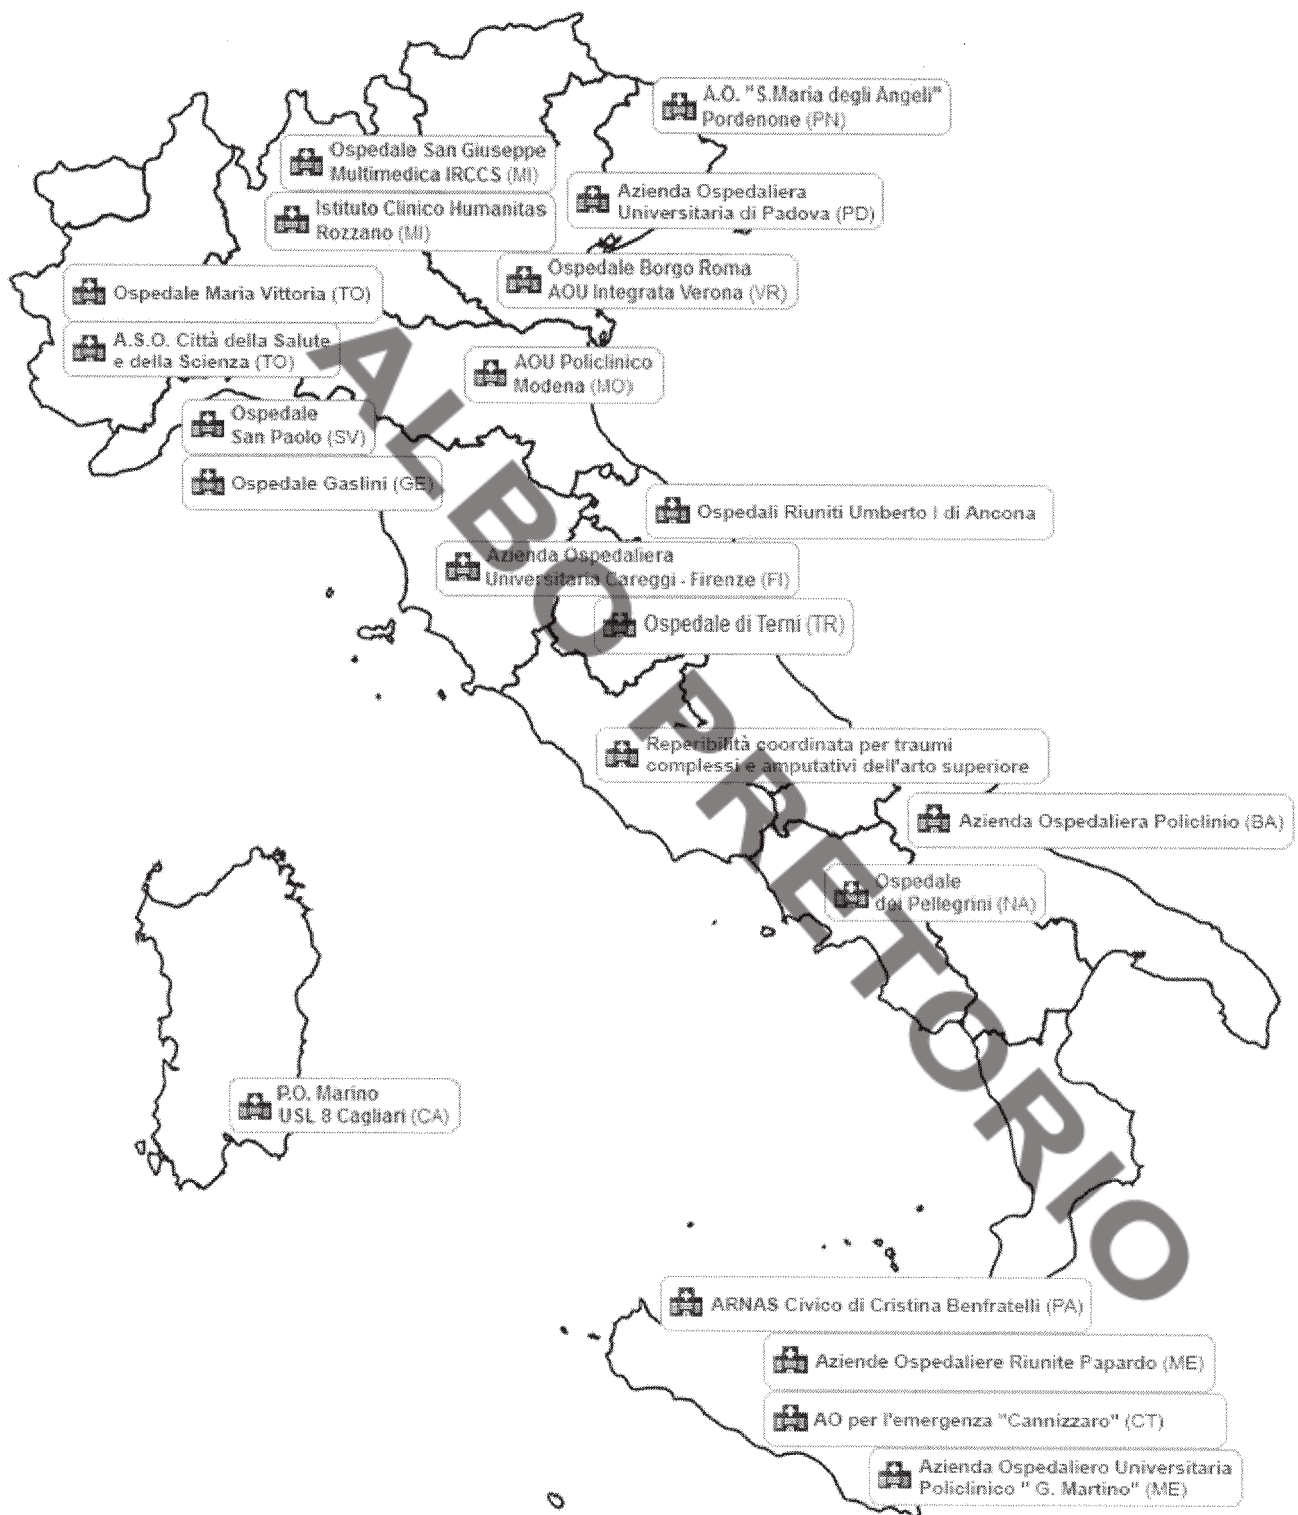 A.O. "S.Maria degli Angeli"
Pordenone (PN)
Ospedale San Giuseppe
Multimedica IRCCS (MI)
Azienda Ospedaliera
Universitaria di Padova (PD)
Istituto Clinico Humanitas
Rozzano (MI)
Ospedale Borgo Roma
AOU Integrata Verona (VR)
Ospedale Maria Vittoria (TO)
A.S.O. Città della Salute
e della Scienza (TO)
AOU Policlinico
Modena (MO)
Ospedale
San Paolo (SV)
Ospedale Gaslini (GE)
Ospedali Riuniti Umberto I di Ancona
Azienda Ospedaliera
Universitaria Careggi - Firenze (FI)
Ospedale di Terni (TR)
Reperibilità coordinata per traumi
complessi e amputativi dell'arto superiore
Azienda Ospedaliera Policlinio (BA)
Ospedale
dei Pellegrini (NA)
P.O. Marino
USL 8 Cagliari (CA)
ARNAS Civico di Cristina Benfratelli (PA)
Aziende Ospedaliere Riunite Papardo (ME)
AO per l'emergenza "Cannizzaro" (CT)
Azienda Ospedaliero Universitaria
Policlinico " G. Martino" (ME)
ALBO PRETORIO